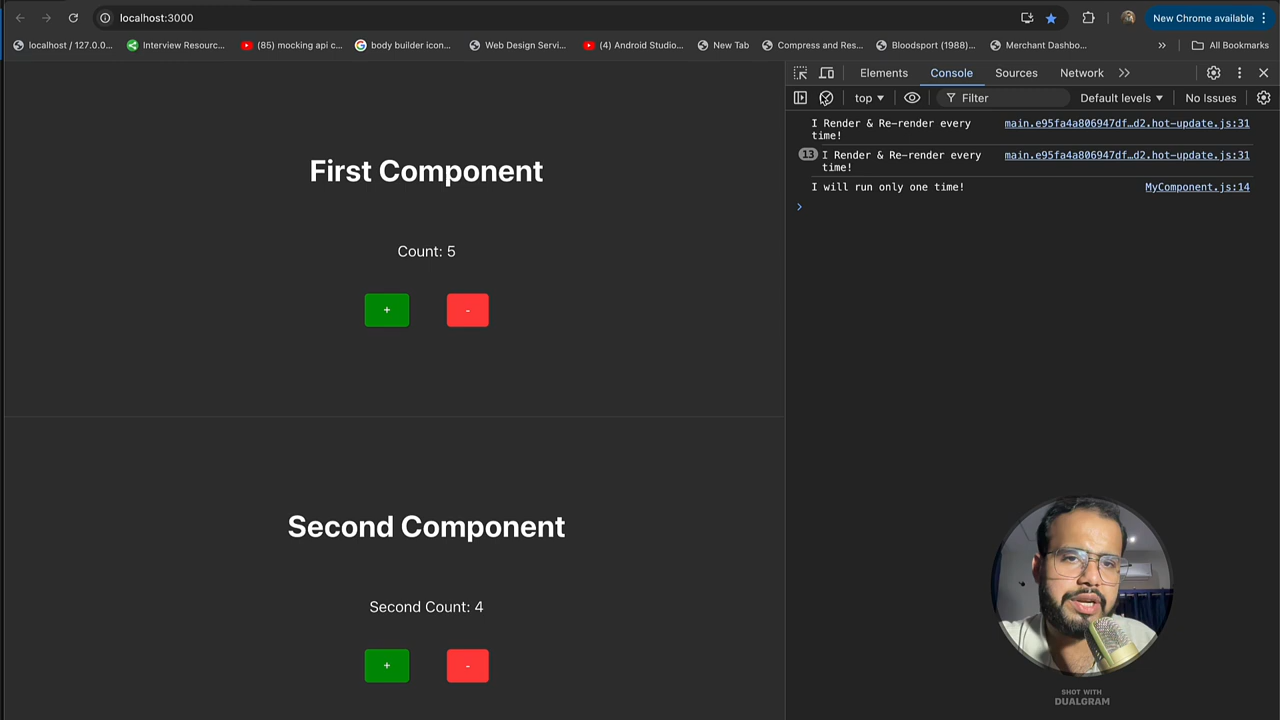 localhost:3000
New Chrome available
localhost / 127.0.0...
Interview Resourc...
(85) mocking api c...
body builder icon...
Web Design Servi...
(4) Android Studio...
New Tab
Compress and Res...
Bloodsport (1988)...
Merchant Dashbo...
»
All Bookmarks
Elements
Console
Sources
Network
top
Filter
Default levels
No Issues
I Render & Re-render every main.e95fa4a806947df…d2.hot-update.js:31
time!
13 I Render & Re-render every main.e95fa4a806947df…d2.hot-update.js:31
time!
I will run only one time! MyComponent.js:14
First Component
Count: 5
+ -
Second Component
Second Count: 4
+ -
SHOT WITH
DUALGRAM